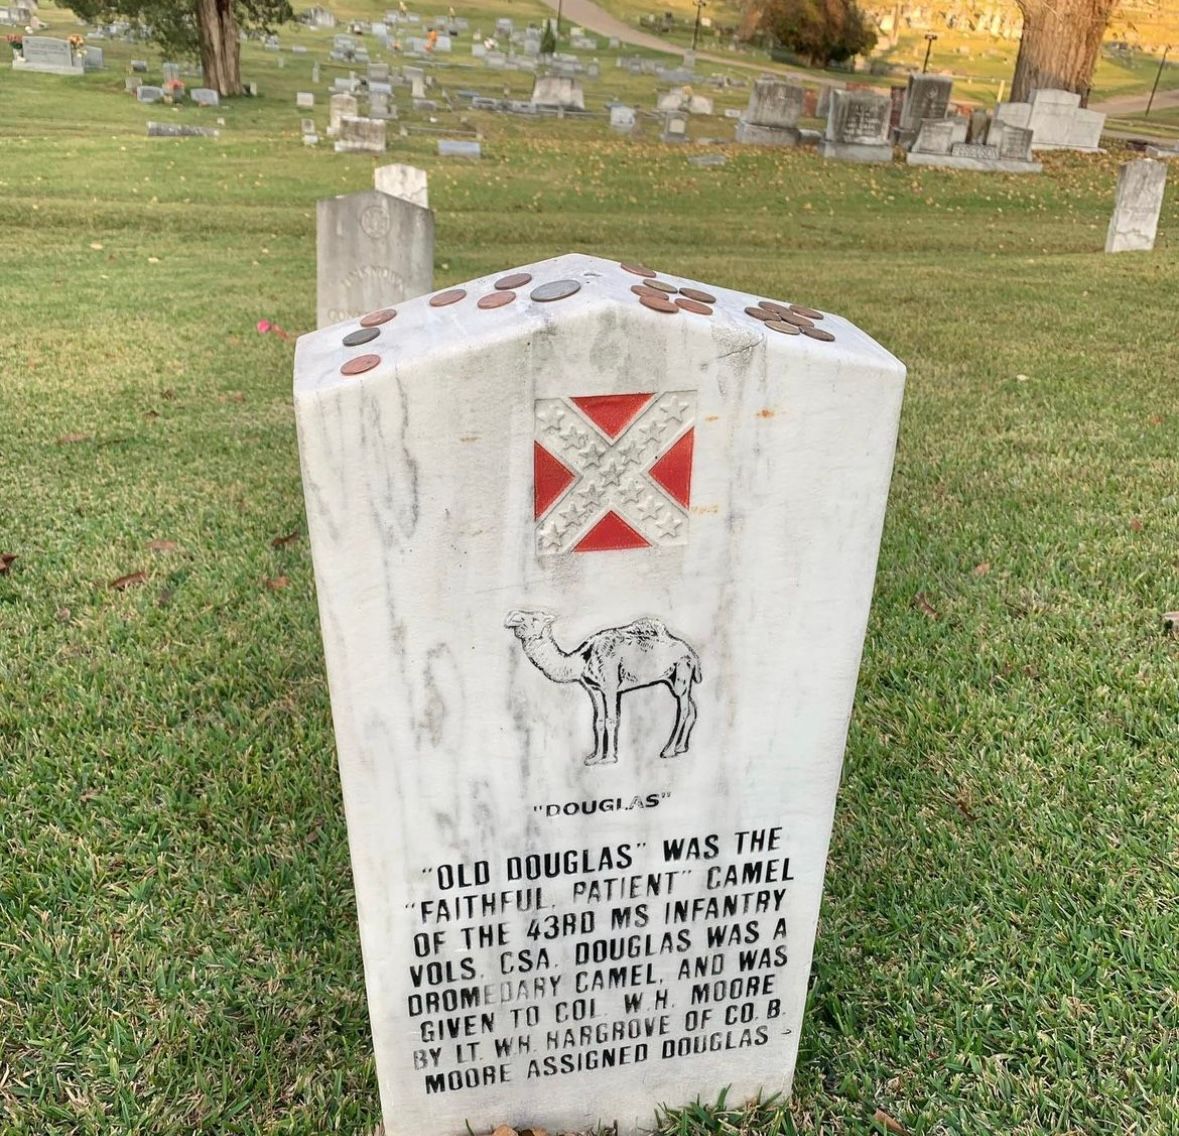 "DOUGLAS"
"OLD DOUGLAS" WAS THE
"FAITHFUL, PATIENT" CAMEL
OF THE 43RD MS INFANTRY
VOLS. CSA. DOUGLAS WAS A
DROMEDARY CAMEL, AND WAS
GIVEN TO COL. W.H. MOORE
BY LT. W.H. HARGROVE OF CO. B.
MOORE ASSIGNED DOUGLAS